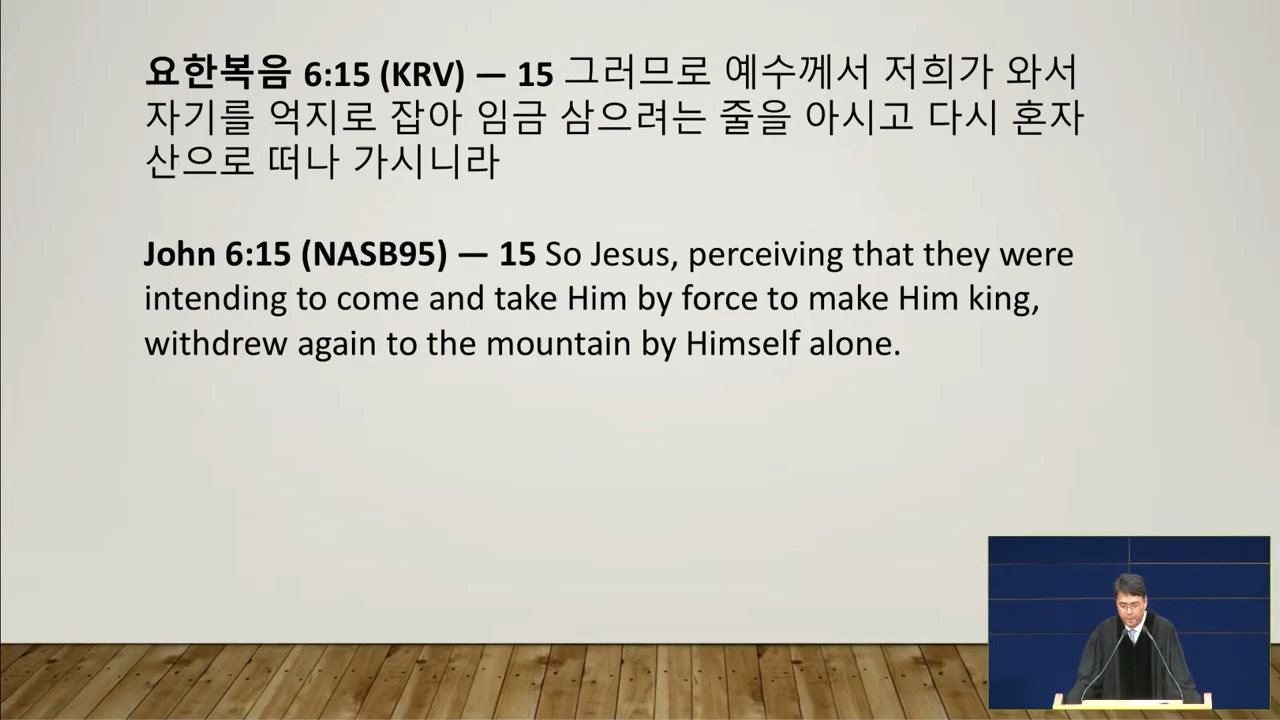 요한복음 6:15 (KRV) — 15 그러므로 예수께서 저희가 와서
자기를 억지로 잡아 임금 삼으려는 줄을 아시고 다시 혼자
산으로 떠나 가시니라
John 6:15 (NASB95) — 15 So Jesus, perceiving that they were
intending to come and take Him by force to make Him king,
withdrew again to the mountain by Himself alone.